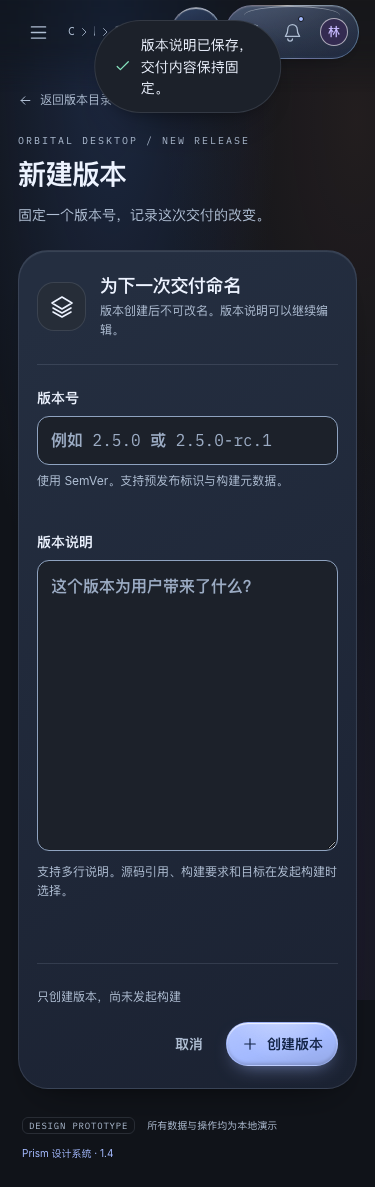 版本说明已保存，
交付内容保持固
定。
林
返回版本目录
ORBITAL DESKTOP / NEW RELEASE
新建版本
固定一个版本号，记录这次交付的改变。
为下一次交付命名
版本创建后不可改名。版本说明可以继续编
辑。
版本号
例如 2.5.0 或 2.5.0-rc.1
使用 SemVer。支持预发布标识与构建元数据。
版本说明
这个版本为用户带来了什么？
支持多行说明。源码引用、构建要求和目标在发起构建时
选择。
只创建版本，尚未发起构建
取消
创建版本
DESIGN PROTOTYPE 所有数据与操作均为本地演示
Prism 设计系统 · 1.4